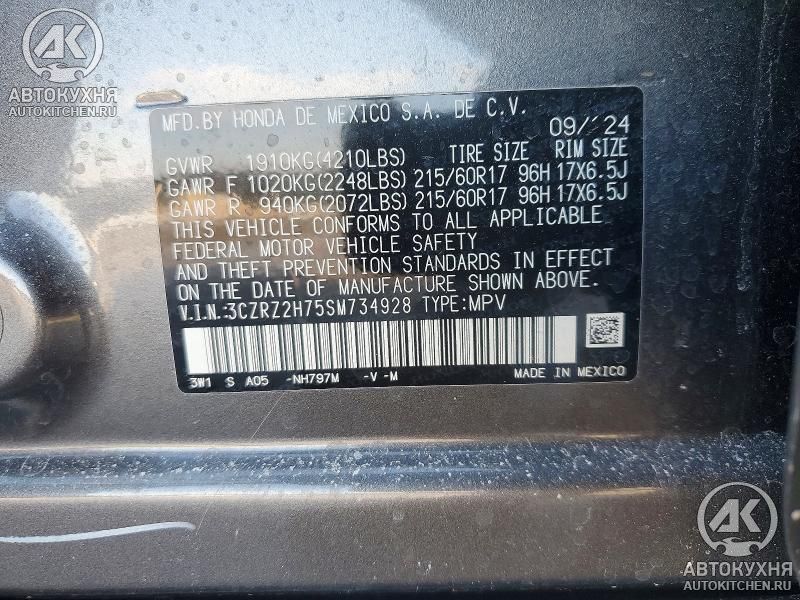 AK
АВТОКУХНЯ
AUTOKITCHEN.RU
MFD.BY HONDA DE MEXICO S.A. DE C.V.
09/'24
GVWR 1910KG(4210LBS) TIRE SIZE RIM SIZE
GAWR F 1020KG(2248LBS) 215/60R17 96H 17X6.5J
GAWR R 940KG(2072LBS) 215/60R17 96H 17X6.5J
THIS VEHICLE CONFORMS TO ALL APPLICABLE
FEDERAL MOTOR VEHICLE SAFETY
AND THEFT PREVENTION STANDARDS IN EFFECT
ON THE DATE OF MANUFACTURE SHOWN ABOVE.
V.I.N.:3CZRZ2H75SM734928 TYPE:MPV
3W1 S A05 -NH797M -V -M MADE IN MEXICO
AK
АВТОКУХНЯ
AUTOKITCHEN.RU